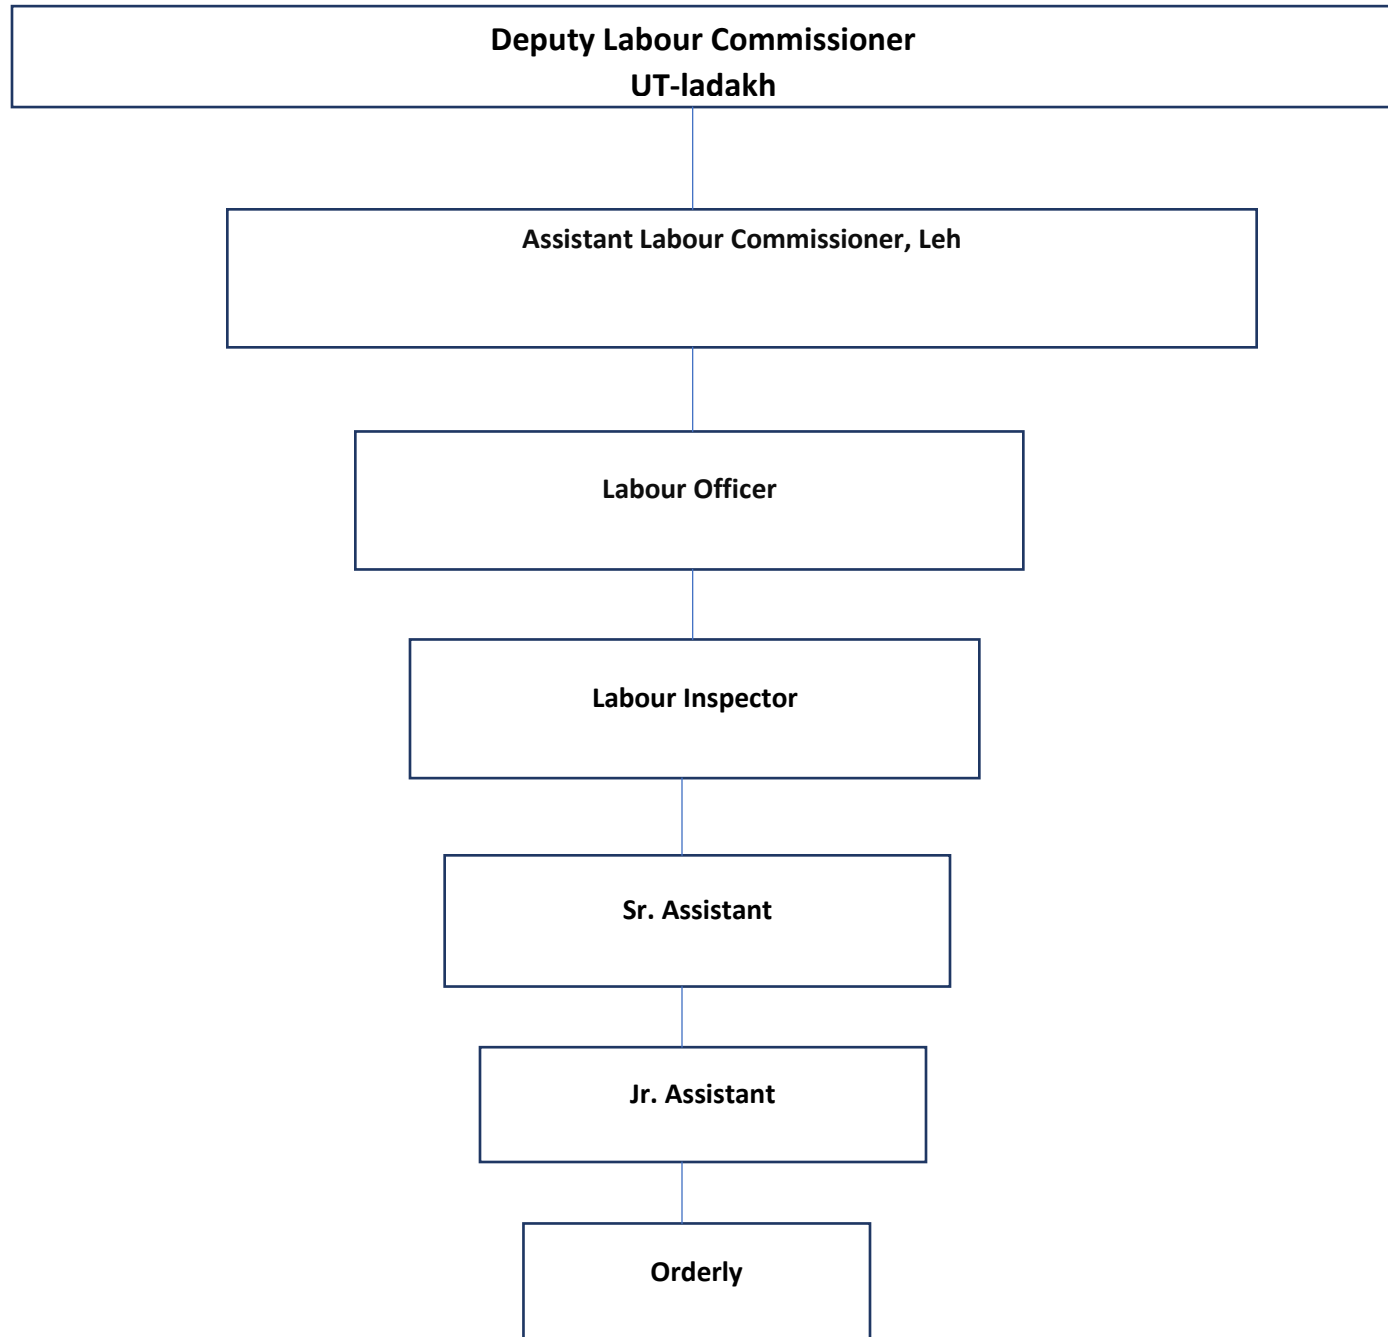 Deputy Labour Commissioner
UT-ladakh
Assistant Labour Commissioner, Leh
Labour Officer
Labour Inspector
Sr. Assistant
Jr. Assistant
Orderly